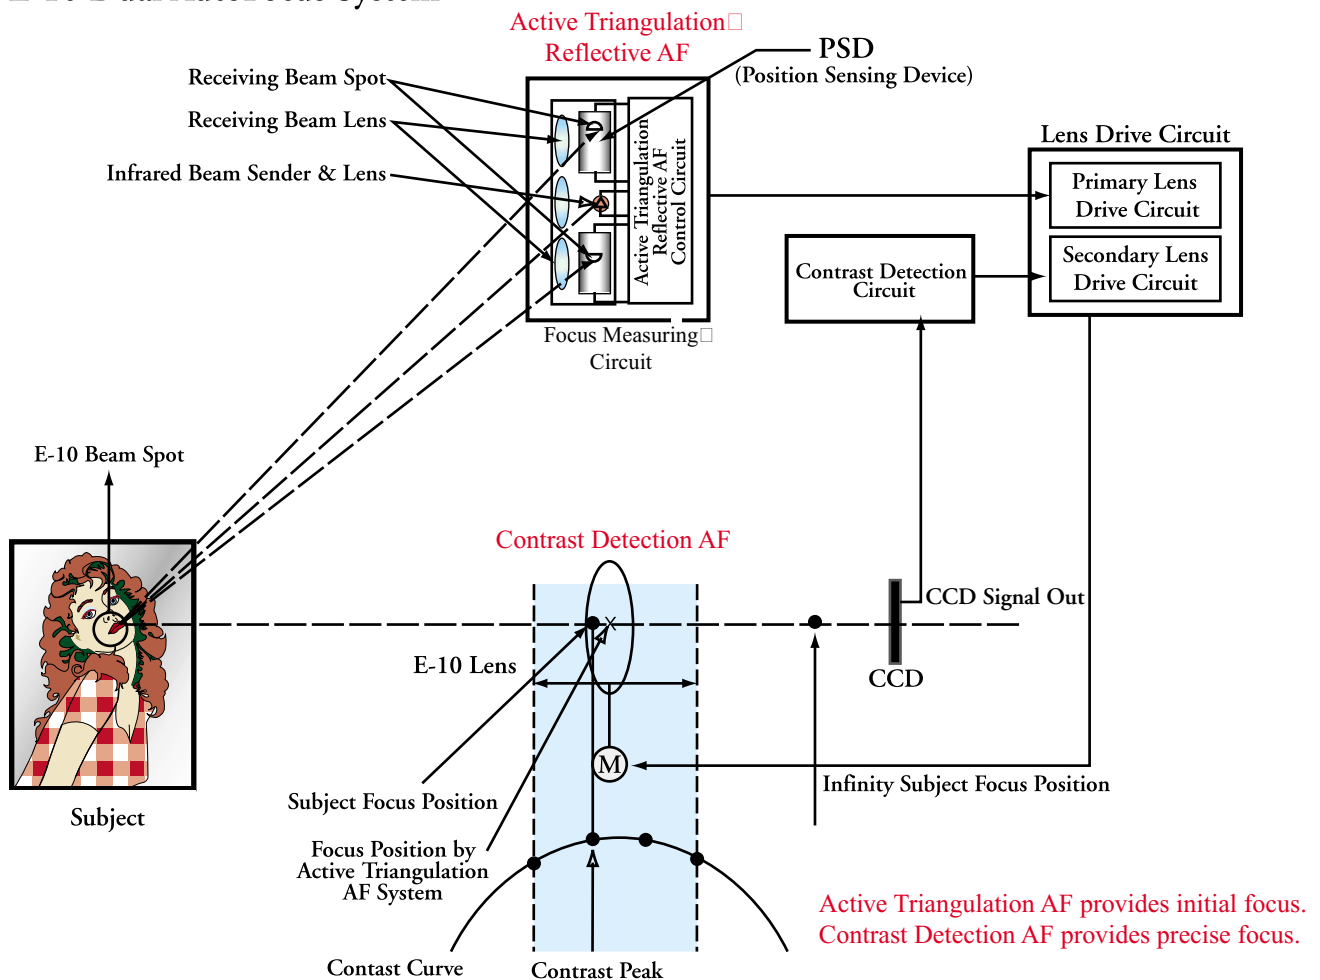 E-10 Dual AutoFocus System
Active Triangulation
Reflective AF
PSD
(Position Sensing Device)
Receiving Beam Spot
Receiving Beam Lens
Infrared Beam Sender & Lens
Active Triangulation
Reflective AF
Control Circuit
Focus Measuring
Circuit
Lens Drive Circuit
Primary Lens
Drive Circuit
Secondary Lens
Drive Circuit
Contrast Detection
Circuit
E-10 Beam Spot
Subject
Contrast Detection AF
X
E-10 Lens
CCD Signal Out
CCD
M
Infinity Subject Focus Position
Subject Focus Position
Focus Position by
Active Triangulation
AF System
Contast Curve
Contrast Peak
Active Triangulation AF provides initial focus.
Contrast Detection AF provides precise focus.